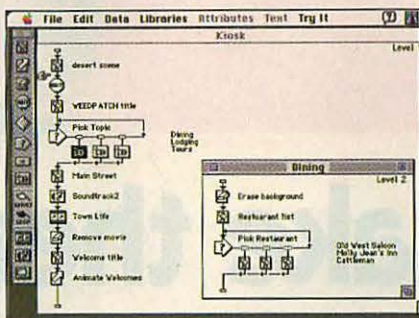 File Edit Data Libraries Attributes Text Try It
Kiosk
Level
desert scene
WEEDPATCH title
Pick Topic
Dining
Lodging
Tours
Main Street
Soundtrack2
Town Life
Remove movie
Welcome title
Animate Welcomes
Dining
Level 2
Erase background
Restaurant list
Pick Restaurant
Old West Saloon
Molly Jean's Inn
Cattleman